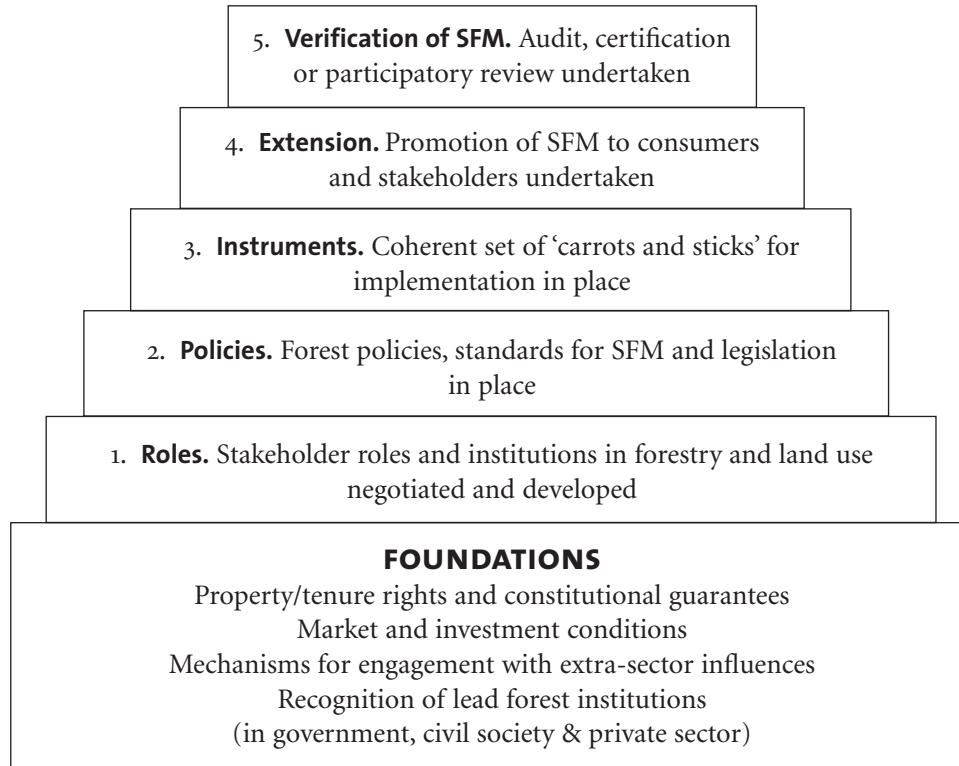 5. Verification of SFM. Audit, certification
or participatory review undertaken
4. Extension. Promotion of SFM to consumers
and stakeholders undertaken
3. Instruments. Coherent set of ‘carrots and sticks’ for
implementation in place
2. Policies. Forest policies, standards for SFM and legislation
in place
1. Roles. Stakeholder roles and institutions in forestry and land use
negotiated and developed
FOUNDATIONS
Property/tenure rights and constitutional guarantees
Market and investment conditions
Mechanisms for engagement with extra-sector influences
Recognition of lead forest institutions
(in government, civil society & private sector)